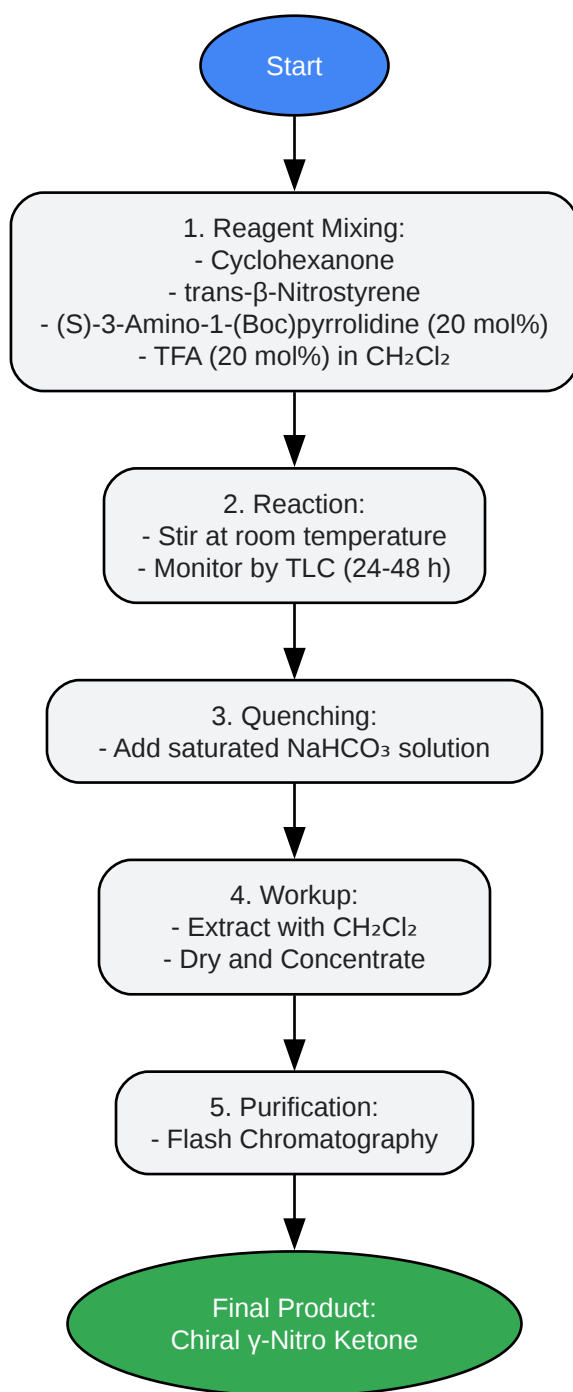 Start
1. Reagent Mixing:
- Cyclohexanone
- trans-β-Nitrostyrene
- (S)-3-Amino-1-(Boc)pyrrolidine (20 mol%)
- TFA (20 mol%) in CH₂Cl₂
2. Reaction:
- Stir at room temperature
- Monitor by TLC (24-48 h)
3. Quenching:
- Add saturated NaHCO₃ solution
4. Workup:
- Extract with CH₂Cl₂
- Dry and Concentrate
5. Purification:
- Flash Chromatography
Final Product:
Chiral γ-Nitro Ketone